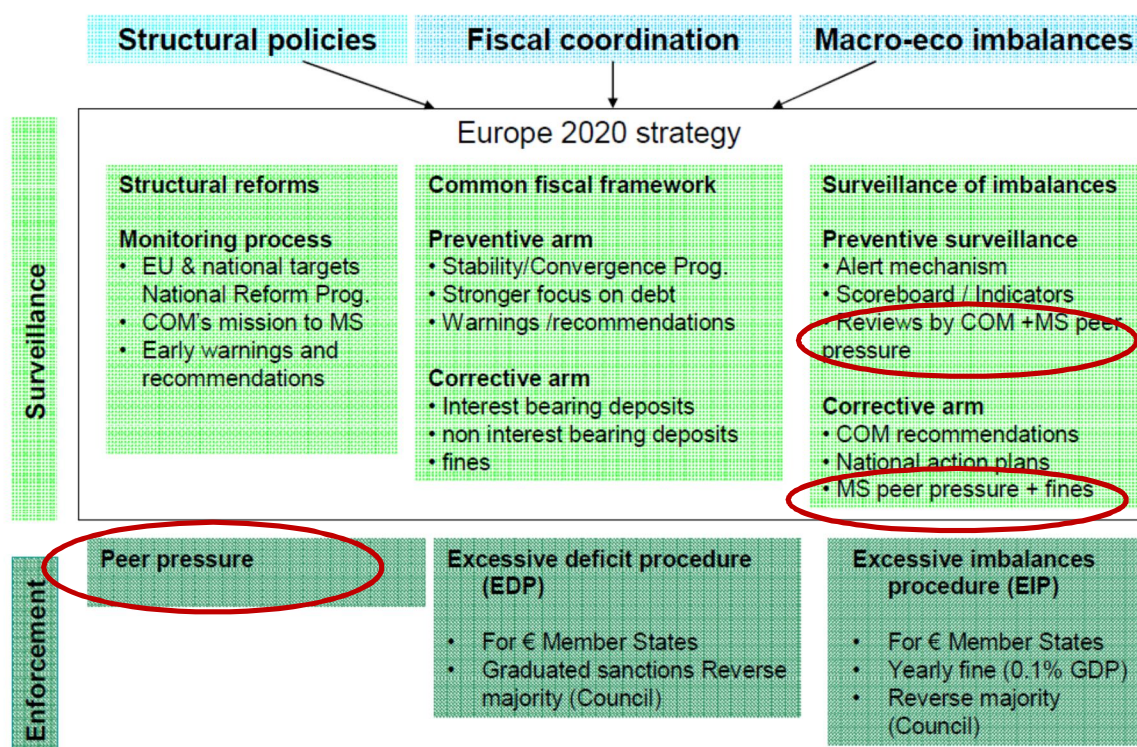 Structural policies
Fiscal coordination
Macro-eco imbalances
Surveillance
Europe 2020 strategy
Structural reforms
Monitoring process
• EU & national targets
National Reform Prog.
• COM's mission to MS
• Early warnings and
recommendations
Common fiscal framework
Preventive arm
• Stability/Convergence Prog.
• Stronger focus on debt
• Warnings /recommendations
Corrective arm
• Interest bearing deposits
• non interest bearing deposits
• fines
Surveillance of imbalances
Preventive surveillance
• Alert mechanism
• Scoreboard / Indicators
• Reviews by COM +MS peer
pressure
Corrective arm
• COM recommendations
• National action plans
• MS peer pressure + fines
Enforcement
Peer pressure
Excessive deficit procedure
(EDP)
• For € Member States
• Graduated sanctions Reverse
majority (Council)
Excessive imbalances
procedure (EIP)
• For € Member States
• Yearly fine (0.1% GDP)
• Reverse majority
(Council)